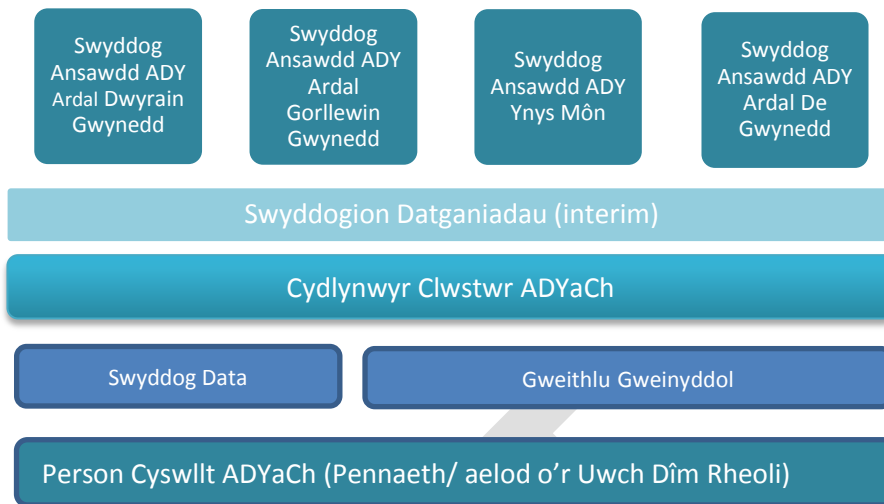 Swyddog
Ansawdd ADY
Ardal Dwyrain
Gwynedd
Swyddog
Ansawdd ADY
Ardal
Gorllewin
Gwynedd
Swyddog
Ansawdd ADY
Ynys Môn
Swyddog
Ansawdd ADY
Ardal De
Gwynedd
Swyddogion Datganiadau (interim)
Cydlynwyr Clwstwr ADYaCh
Swyddog Data
Gweithlu Gweinyddol
Person Cyswllt ADYaCh (Pennaeth/ aelod o’r Uwch Dîm Rheoli)